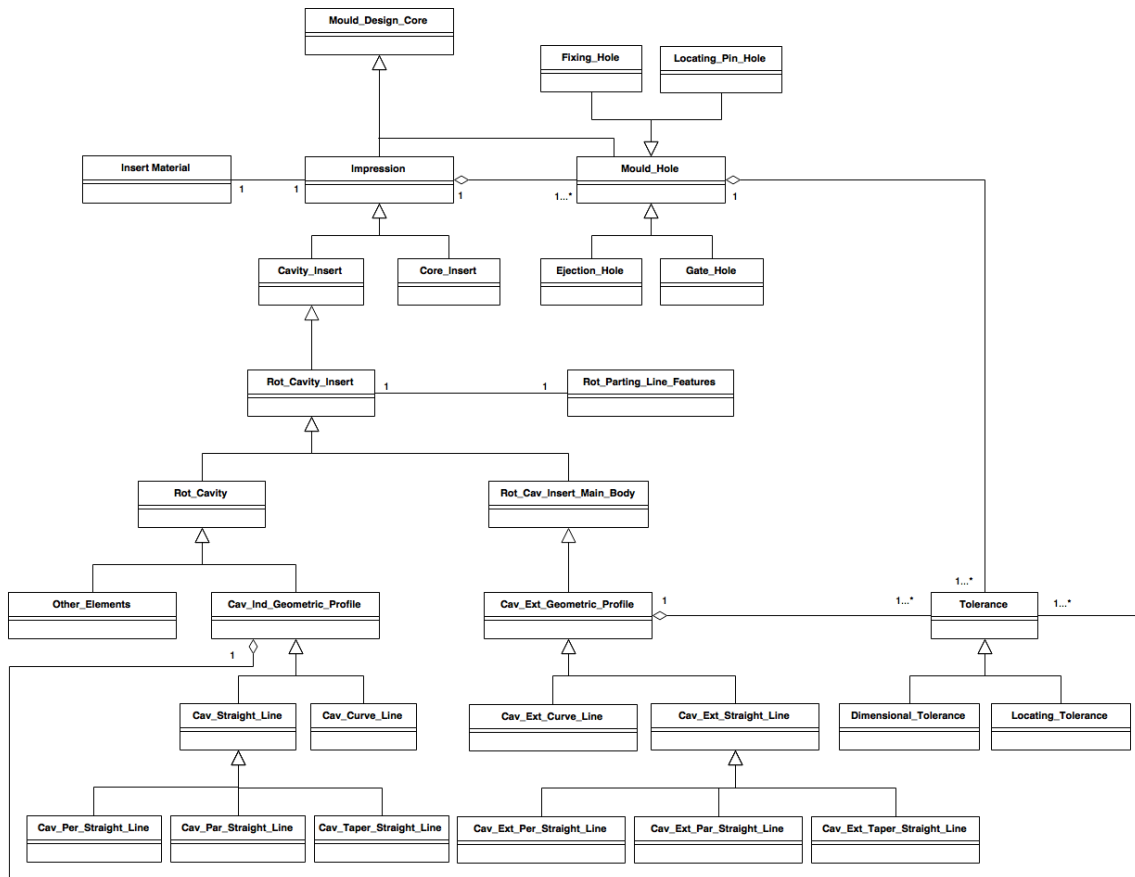 Mould_Design_Core
Fixing_Hole
Locating_Pin_Hole
Insert Material
Impression
Mould_Hole
1
1
1
1...*
1
Cavity_Insert
Core_Insert
Ejection_Hole
Gate_Hole
Rot_Cavity_Insert
1
1
Rot_Parting_Line_Features
Rot_Cavity
Rot_Cav_Insert_Main_Body
1...*
Other_Elements
Cav_Ind_Geometric_Profile
Cav_Ext_Geometric_Profile
1
1...*
Tolerance
1...*
1
Cav_Straight_Line
Cav_Curve_Line
Cav_Ext_Curve_Line
Cav_Ext_Straight_Line
Dimensional_Tolerance
Locating_Tolerance
Cav_Per_Straight_Line
Cav_Par_Straight_Line
Cav_Taper_Straight_Line
Cav_Ext_Per_Straight_Line
Cav_Ext_Par_Straight_Line
Cav_Ext_Taper_Straight_Line